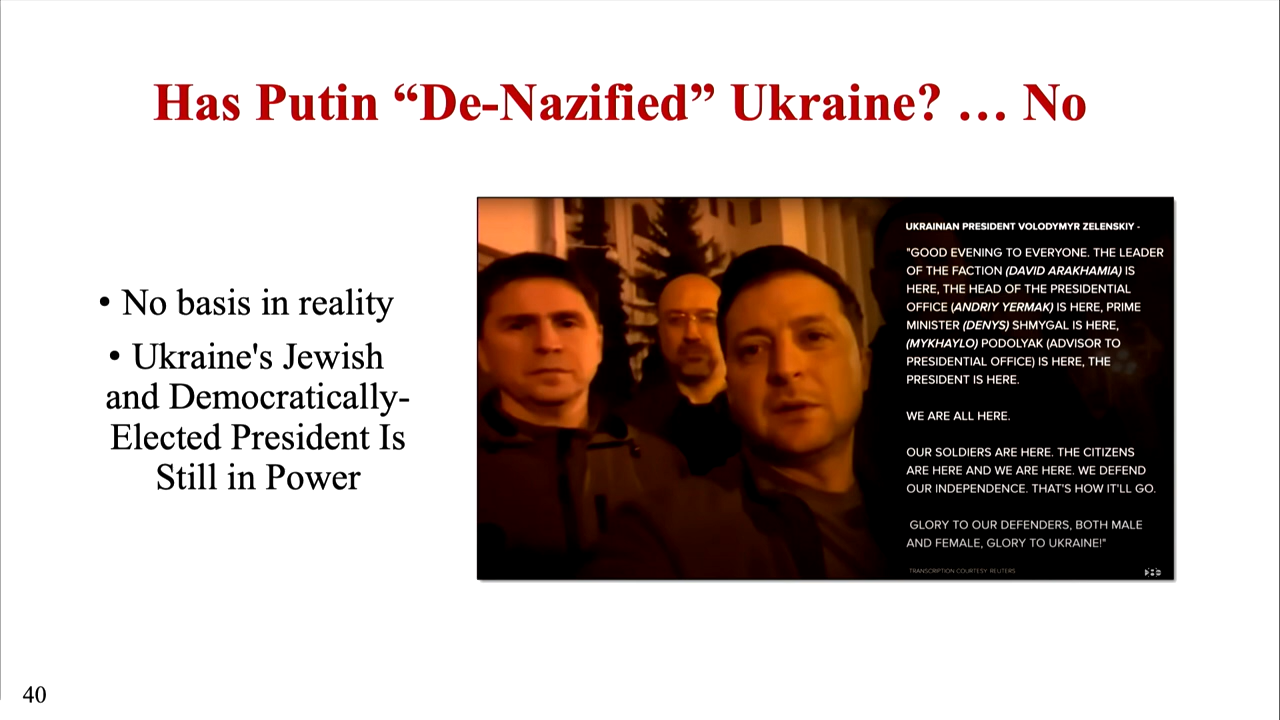 Has Putin “De-Nazified” Ukraine? … No
• No basis in reality
• Ukraine's Jewish
and Democratically-
Elected President Is
Still in Power
UKRAINIAN PRESIDENT VOLODYMYR ZELENSKIY -
"GOOD EVENING TO EVERYONE. THE LEADER
OF THE FACTION (DAVID ARAKHAMIA) IS
HERE, THE HEAD OF THE PRESIDENTIAL
OFFICE (ANDRIY YERMAK) IS HERE, PRIME
MINISTER (DENYS) SHMYGAL IS HERE,
(MYKHAYLO) PODOLYAK (ADVISOR TO
PRESIDENTIAL OFFICE) IS HERE, THE
PRESIDENT IS HERE.
WE ARE ALL HERE.
OUR SOLDIERS ARE HERE. THE CITIZENS
ARE HERE AND WE ARE HERE. WE DEFEND
OUR INDEPENDENCE. THAT'S HOW IT'LL GO.
GLORY TO OUR DEFENDERS, BOTH MALE
AND FEMALE, GLORY TO UKRAINE!"
TRANSCRIPTION COURTESY REUTERS
40